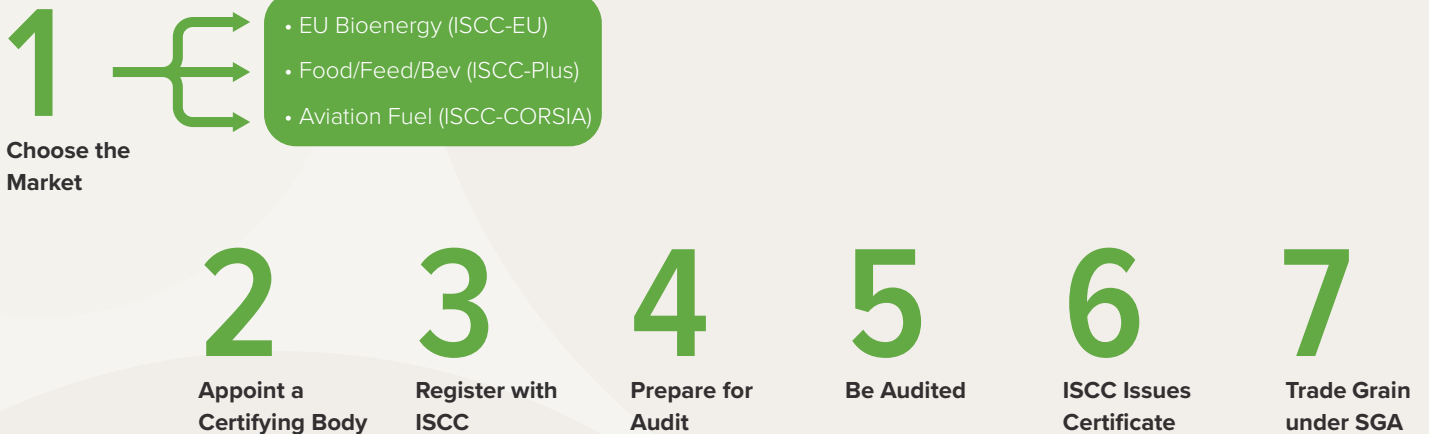 1
• EU Bioenergy (ISCC-EU)
• Food/Feed/Bev (ISCC-Plus)
• Aviation Fuel (ISCC-CORSIA)
Choose the
Market
2
Appoint a
Certifying Body
3
Register with
ISCC
4
Prepare for
Audit
5
Be Audited
6
ISCC Issues
Certificate
7
Trade Grain
under SGA